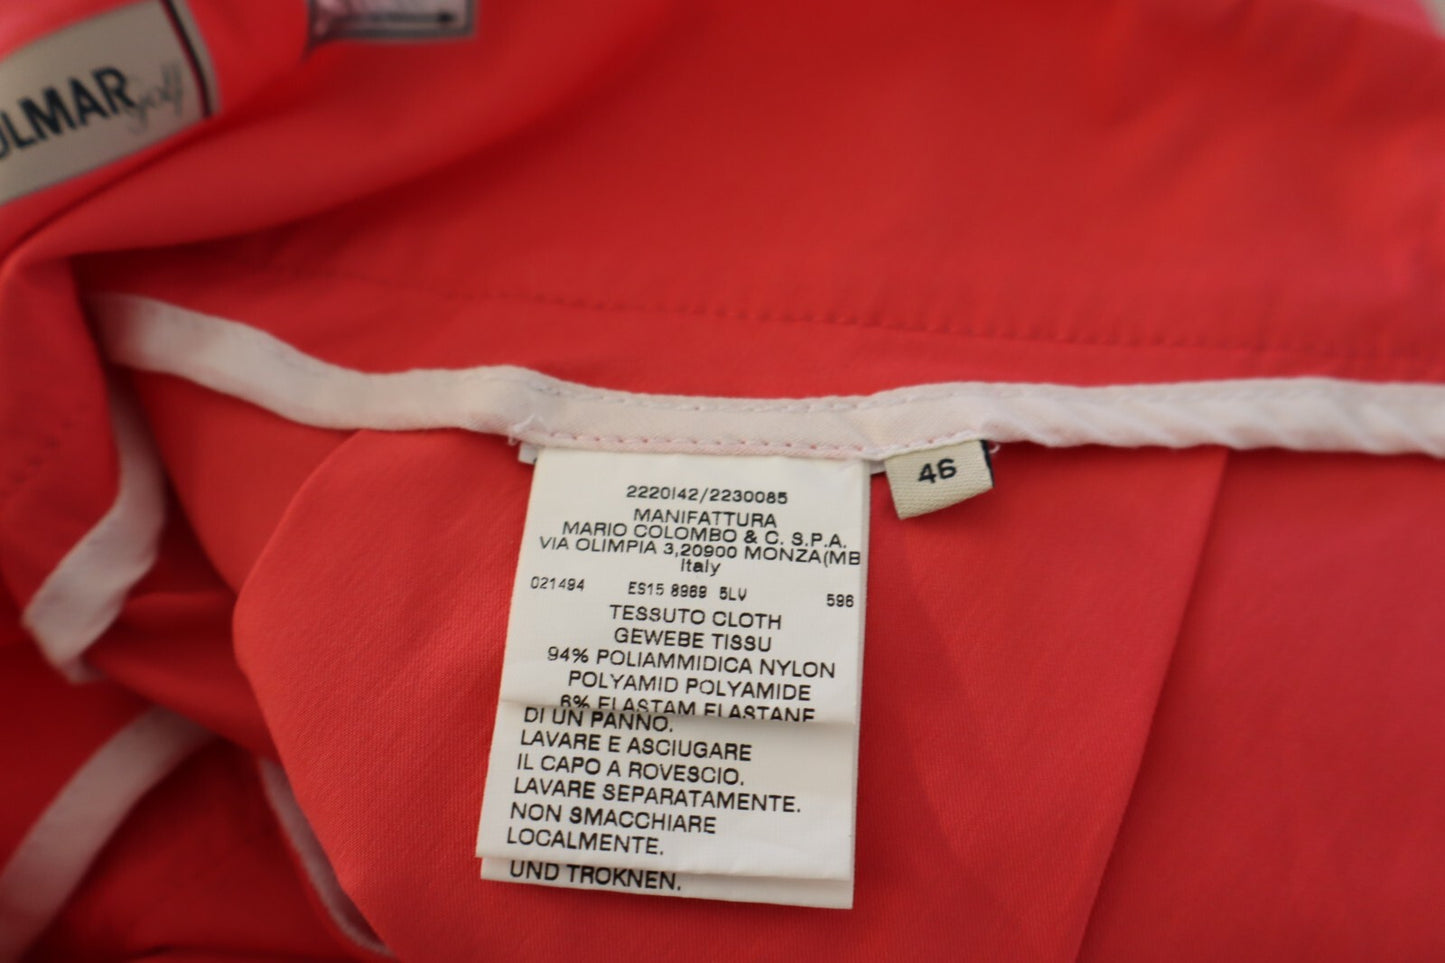 OLMAR golf
46
222OI42/2230085
MANIFATTURA
MARIO COLOMBO & C. S.P.A.
VIA OLIMPIA 3,20900 MONZA(MB
Italy
021494 ES15 8969 5LV 596
TESSUTO CLOTH
GEWEBE TISSU
94% POLIAMMIDICA NYLON
POLYAMID POLYAMIDE
6% ELASTAM ELASTANE
DI UN PANNO.
LAVARE E ASCIUGARE
IL CAPO A ROVESCIO.
LAVARE SEPARATAMENTE.
NON SMACCHIARE
LOCALMENTE.
UND TROKNEN.